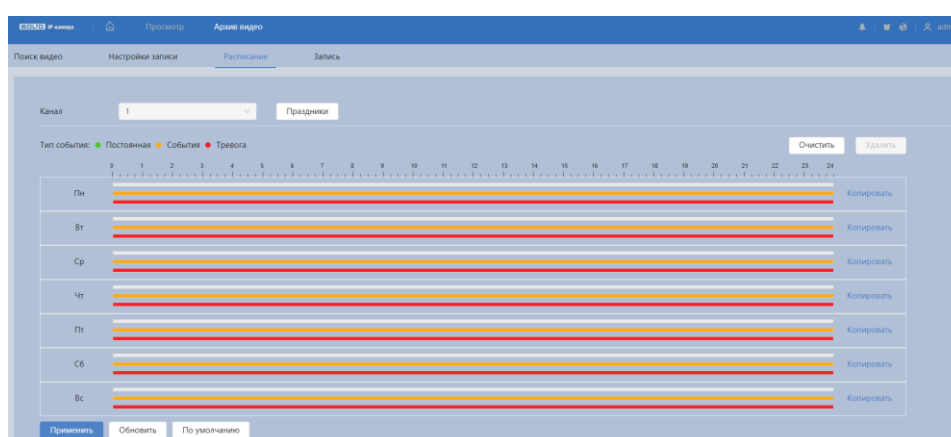 BOLID IP-камера Просмотр Архив видео adm
Поиск видео Настройки записи Расписание Запись
Канал 1 Праздники
Тип события: Постоянная События Тревога Очистить Удалить
0 1 2 3 4 5 6 7 8 9 10 11 12 13 14 15 16 17 18 19 20 21 22 23 24
Пн Копировать
Вт Копировать
Ср Копировать
Чт Копировать
Пт Копировать
Сб Копировать
Вс Копировать
Применить Обновить По умолчанию